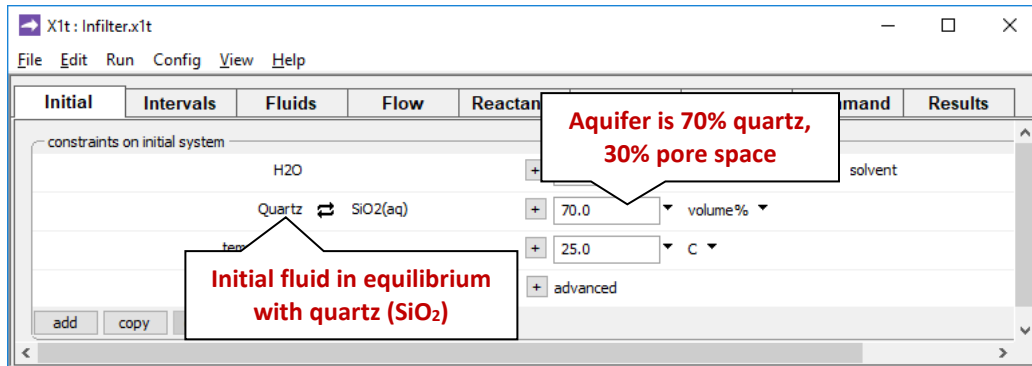 X1t : Infilter.x1t
File Edit Run Config View Help
Initial Intervals Fluids Flow Results
constraints on initial system
Aquifer is 70% quartz,
30% pore space
H2O + solvent
Quartz SiO2(aq) + 70.0 volume%
+ 25.0 C
Initial fluid in equilibrium
with quartz (SiO₂)
+ advanced
add copy